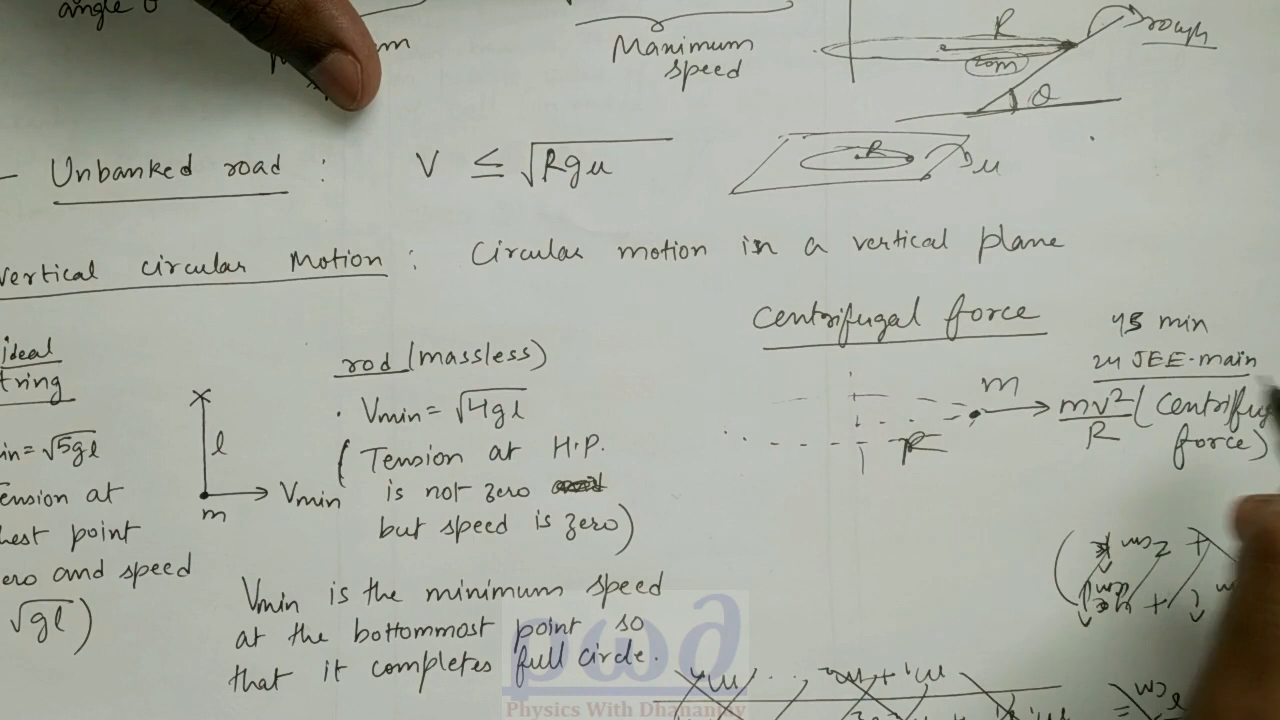 angle θ
Maximum
speed
R
rough
θ
Unbanked road : V ≤ √Rgμ
R
μ
Vertical circular Motion : Circular motion in a vertical plane
ideal
string
min = √5gl
Tension at
highest point
zero and speed
√gl)
l
m
Vmin
rod (massless)
. Vmin = √4gl
(Tension at H.P.
is not zero
but speed is zero)
Vmin is the minimum speed
at the bottommost point so
that it completes full circle.
Centrifugal force
45 min
24 JEE-main
m
R
mv²/R (Centrifugal
force)
pwd
Physics With Dhananjay